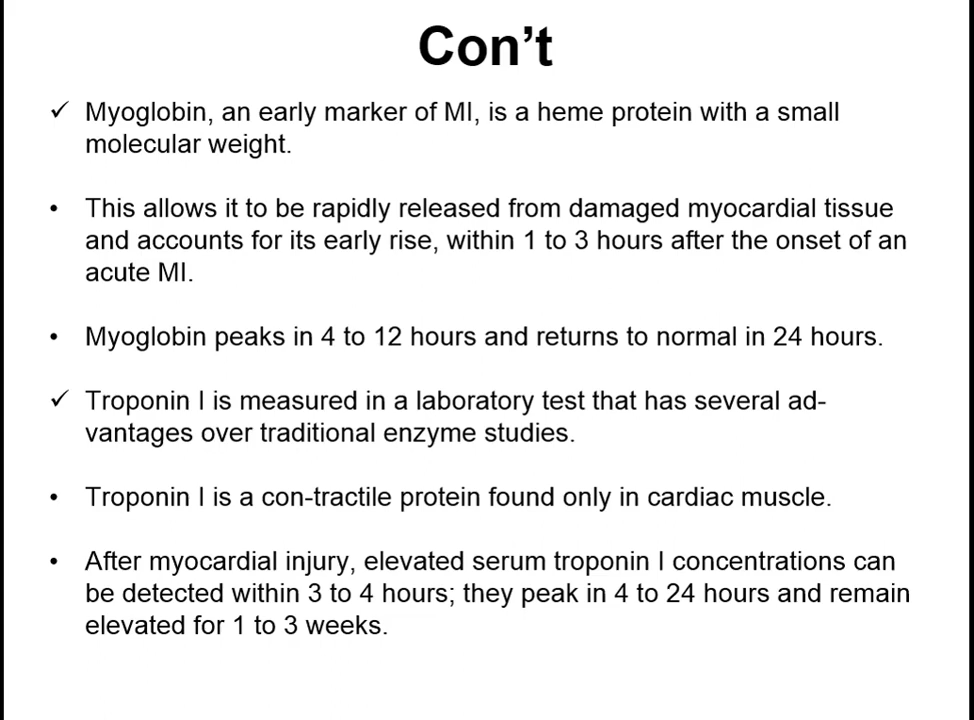 Con’t
✓ Myoglobin, an early marker of MI, is a heme protein with a small
molecular weight.
• This allows it to be rapidly released from damaged myocardial tissue
and accounts for its early rise, within 1 to 3 hours after the onset of an
acute MI.
• Myoglobin peaks in 4 to 12 hours and returns to normal in 24 hours.
✓ Troponin I is measured in a laboratory test that has several ad-
vantages over traditional enzyme studies.
• Troponin I is a con-tractile protein found only in cardiac muscle.
• After myocardial injury, elevated serum troponin I concentrations can
be detected within 3 to 4 hours; they peak in 4 to 24 hours and remain
elevated for 1 to 3 weeks.